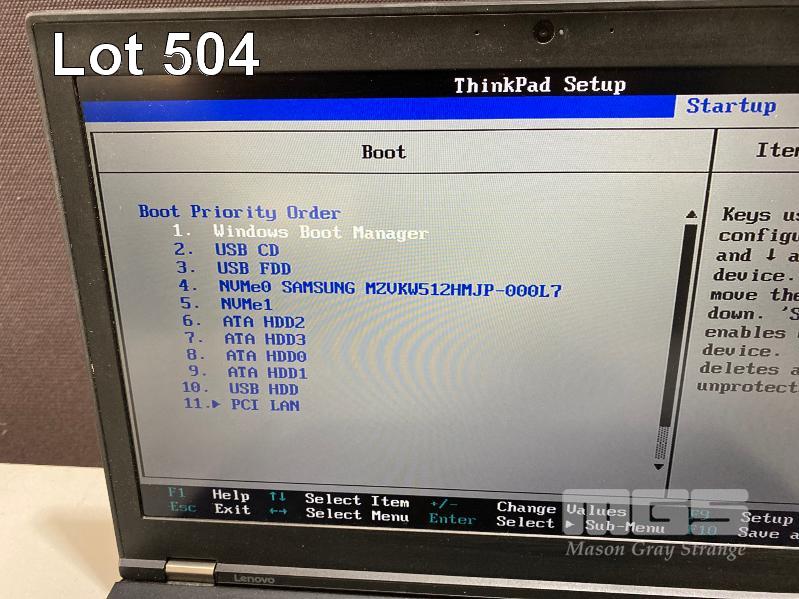 Lot 504
ThinkPad Setup
Startup
Boot
Boot Priority Order
1. Windows Boot Manager
2. USB CD
3. USB FDD
4. NVMe0 SAMSUNG MZVKW512HMJP-000L7
5. NVMe1
6. ATA HDD2
7. ATA HDD3
8. ATA HDD0
9. ATA HDD1
10. USB HDD
11.▸ PCI LAN
Keys
and ↓
device.
move
down.
enables
device.
deletes a
F1 Help ↑↓ Select Item +/- Change Values F9 Setup
Esc Exit ←→ Select Menu Enter Select ▸ Sub-Menu F10 Save
MGS
Mason Gray Strange
Lenovo